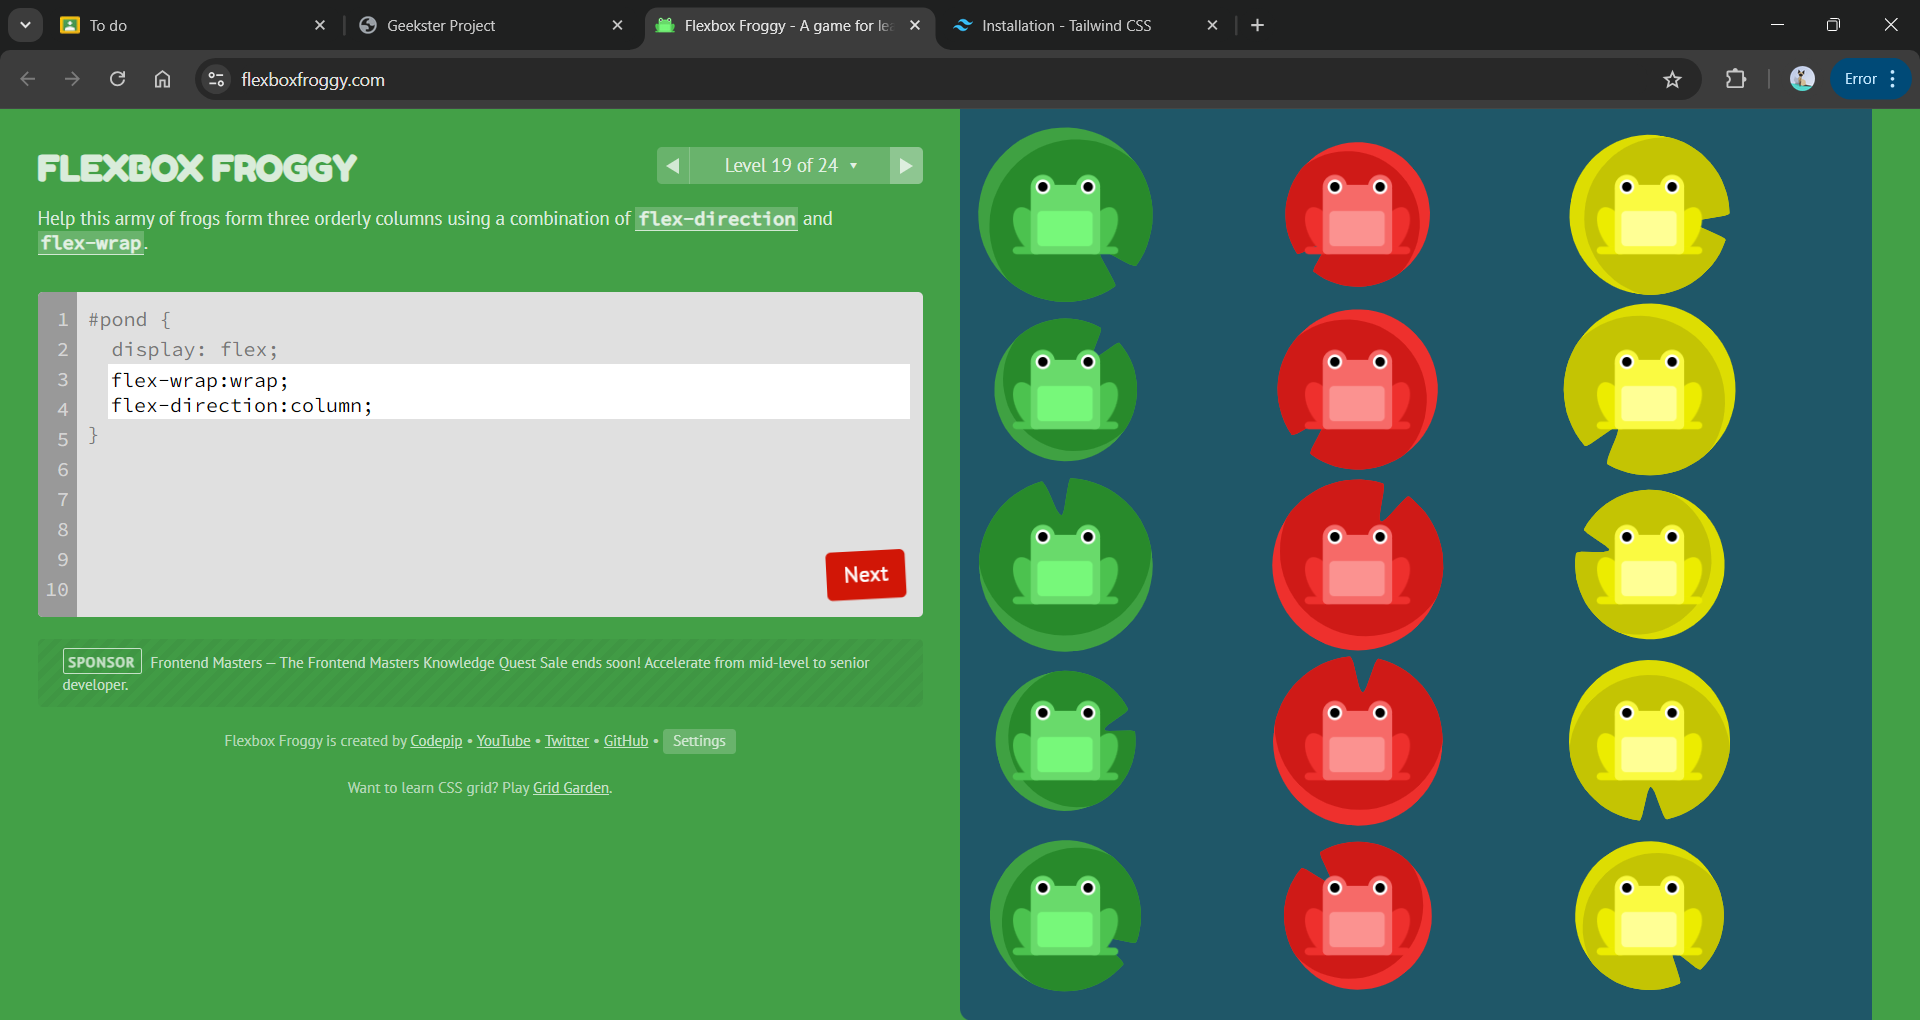 To do
Geekster Project
Flexbox Froggy - A game for le
Installation - Tailwind CSS
flexboxfroggy.com
Error
FLEXBOX FROGGY
Level 19 of 24
Help this army of frogs form three orderly columns using a combination of flex-direction and
flex-wrap.
1 #pond {
2 display: flex;
3 flex-wrap:wrap;
4 flex-direction:column;
5 }
6
7
8
9
10
Next
SPONSOR Frontend Masters — The Frontend Masters Knowledge Quest Sale ends soon! Accelerate from mid-level to senior
developer.
Flexbox Froggy is created by Codepip • YouTube • Twitter • GitHub • Settings
Want to learn CSS grid? Play Grid Garden.